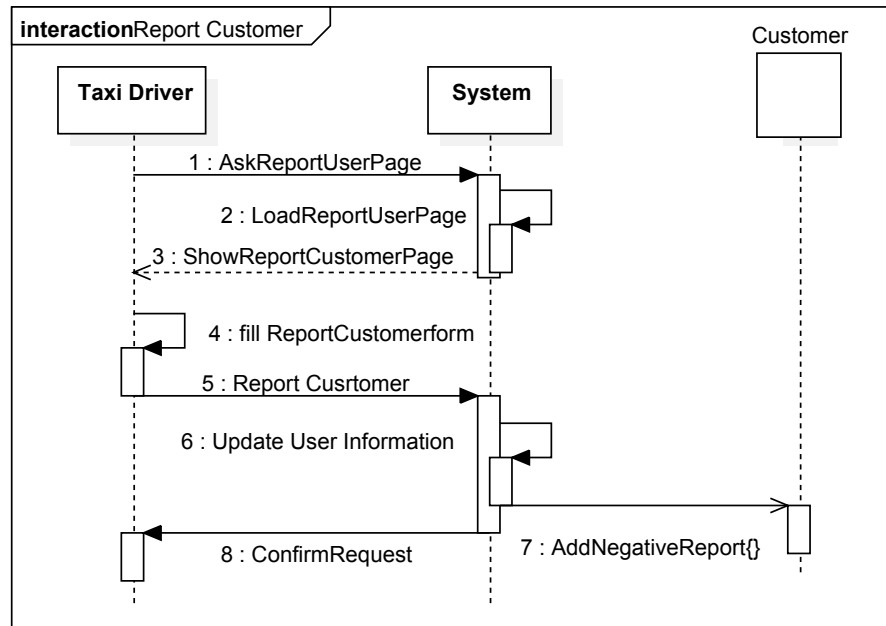 interactionReport Customer
Customer
Taxi Driver
System
1 : AskReportUserPage
2 : LoadReportUserPage
3 : ShowReportCustomerPage
4 : fill ReportCustomerform
5 : Report Cusrtomer
6 : Update User Information
7 : AddNegativeReport{}
8 : ConfirmRequest